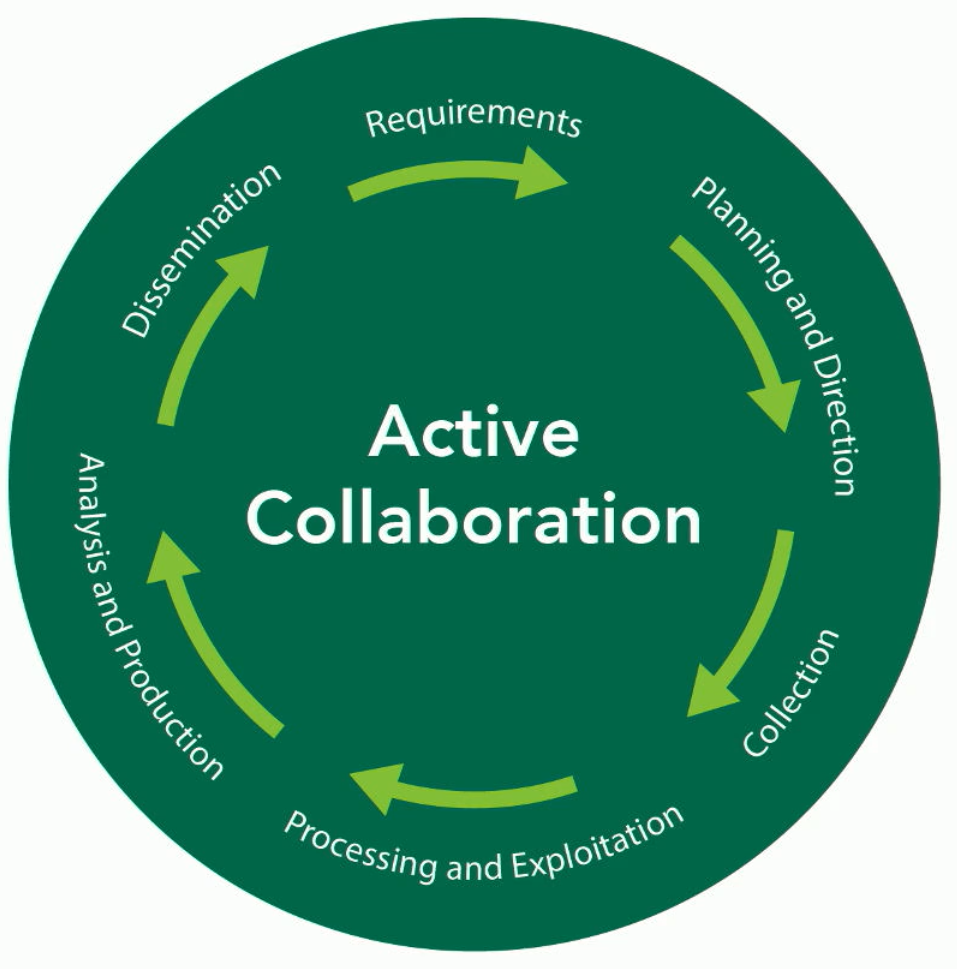 Requirements
Planning and Direction
Collection
Processing and Exploitation
Analysis and Production
Dissemination
Active
Collaboration